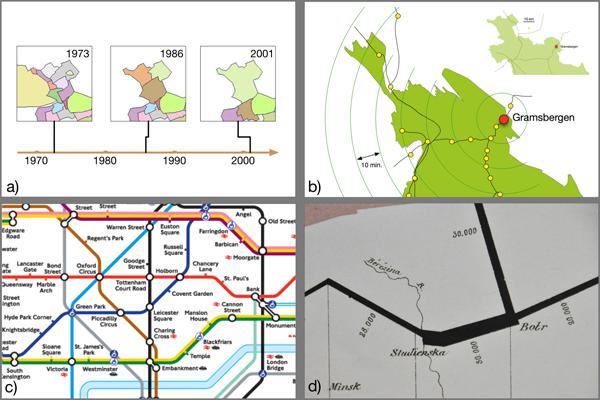 1973
1986
2001
1970
1980
1990
2000
a)
10 km
Gramsbergen
Gramsbergen
10 min.
b)
Street
Street
Angel
Old Street
Edgware
Road
Warren Street
Euston
Square
Farringdon
Barbican
Moorgate
Regent's Park
Russell
Square
Goodge
Street
Lancaster
Gate
Bond
Street
Oxford
Circus
Holborn
Chancery
Lane
St. Paul's
Queensway
Marble
Arch
Tottenham
Court Road
Bank
Covent Garden
Green Park
Hyde Park Corner
Piccadilly
Circus
Leicester
Square
Mansion
House
Cannon
Street
Monument
Knightsbridge
Sloane
Square
St. James's
Park
Charing
Cross
Blackfriars
Temple
South
Kensington
Victoria
Westminster
Embankment
London
Bridge
c)
30.000
Bérézina R.
28.000
Studienska
50.000
Bobr
Minsk
d)